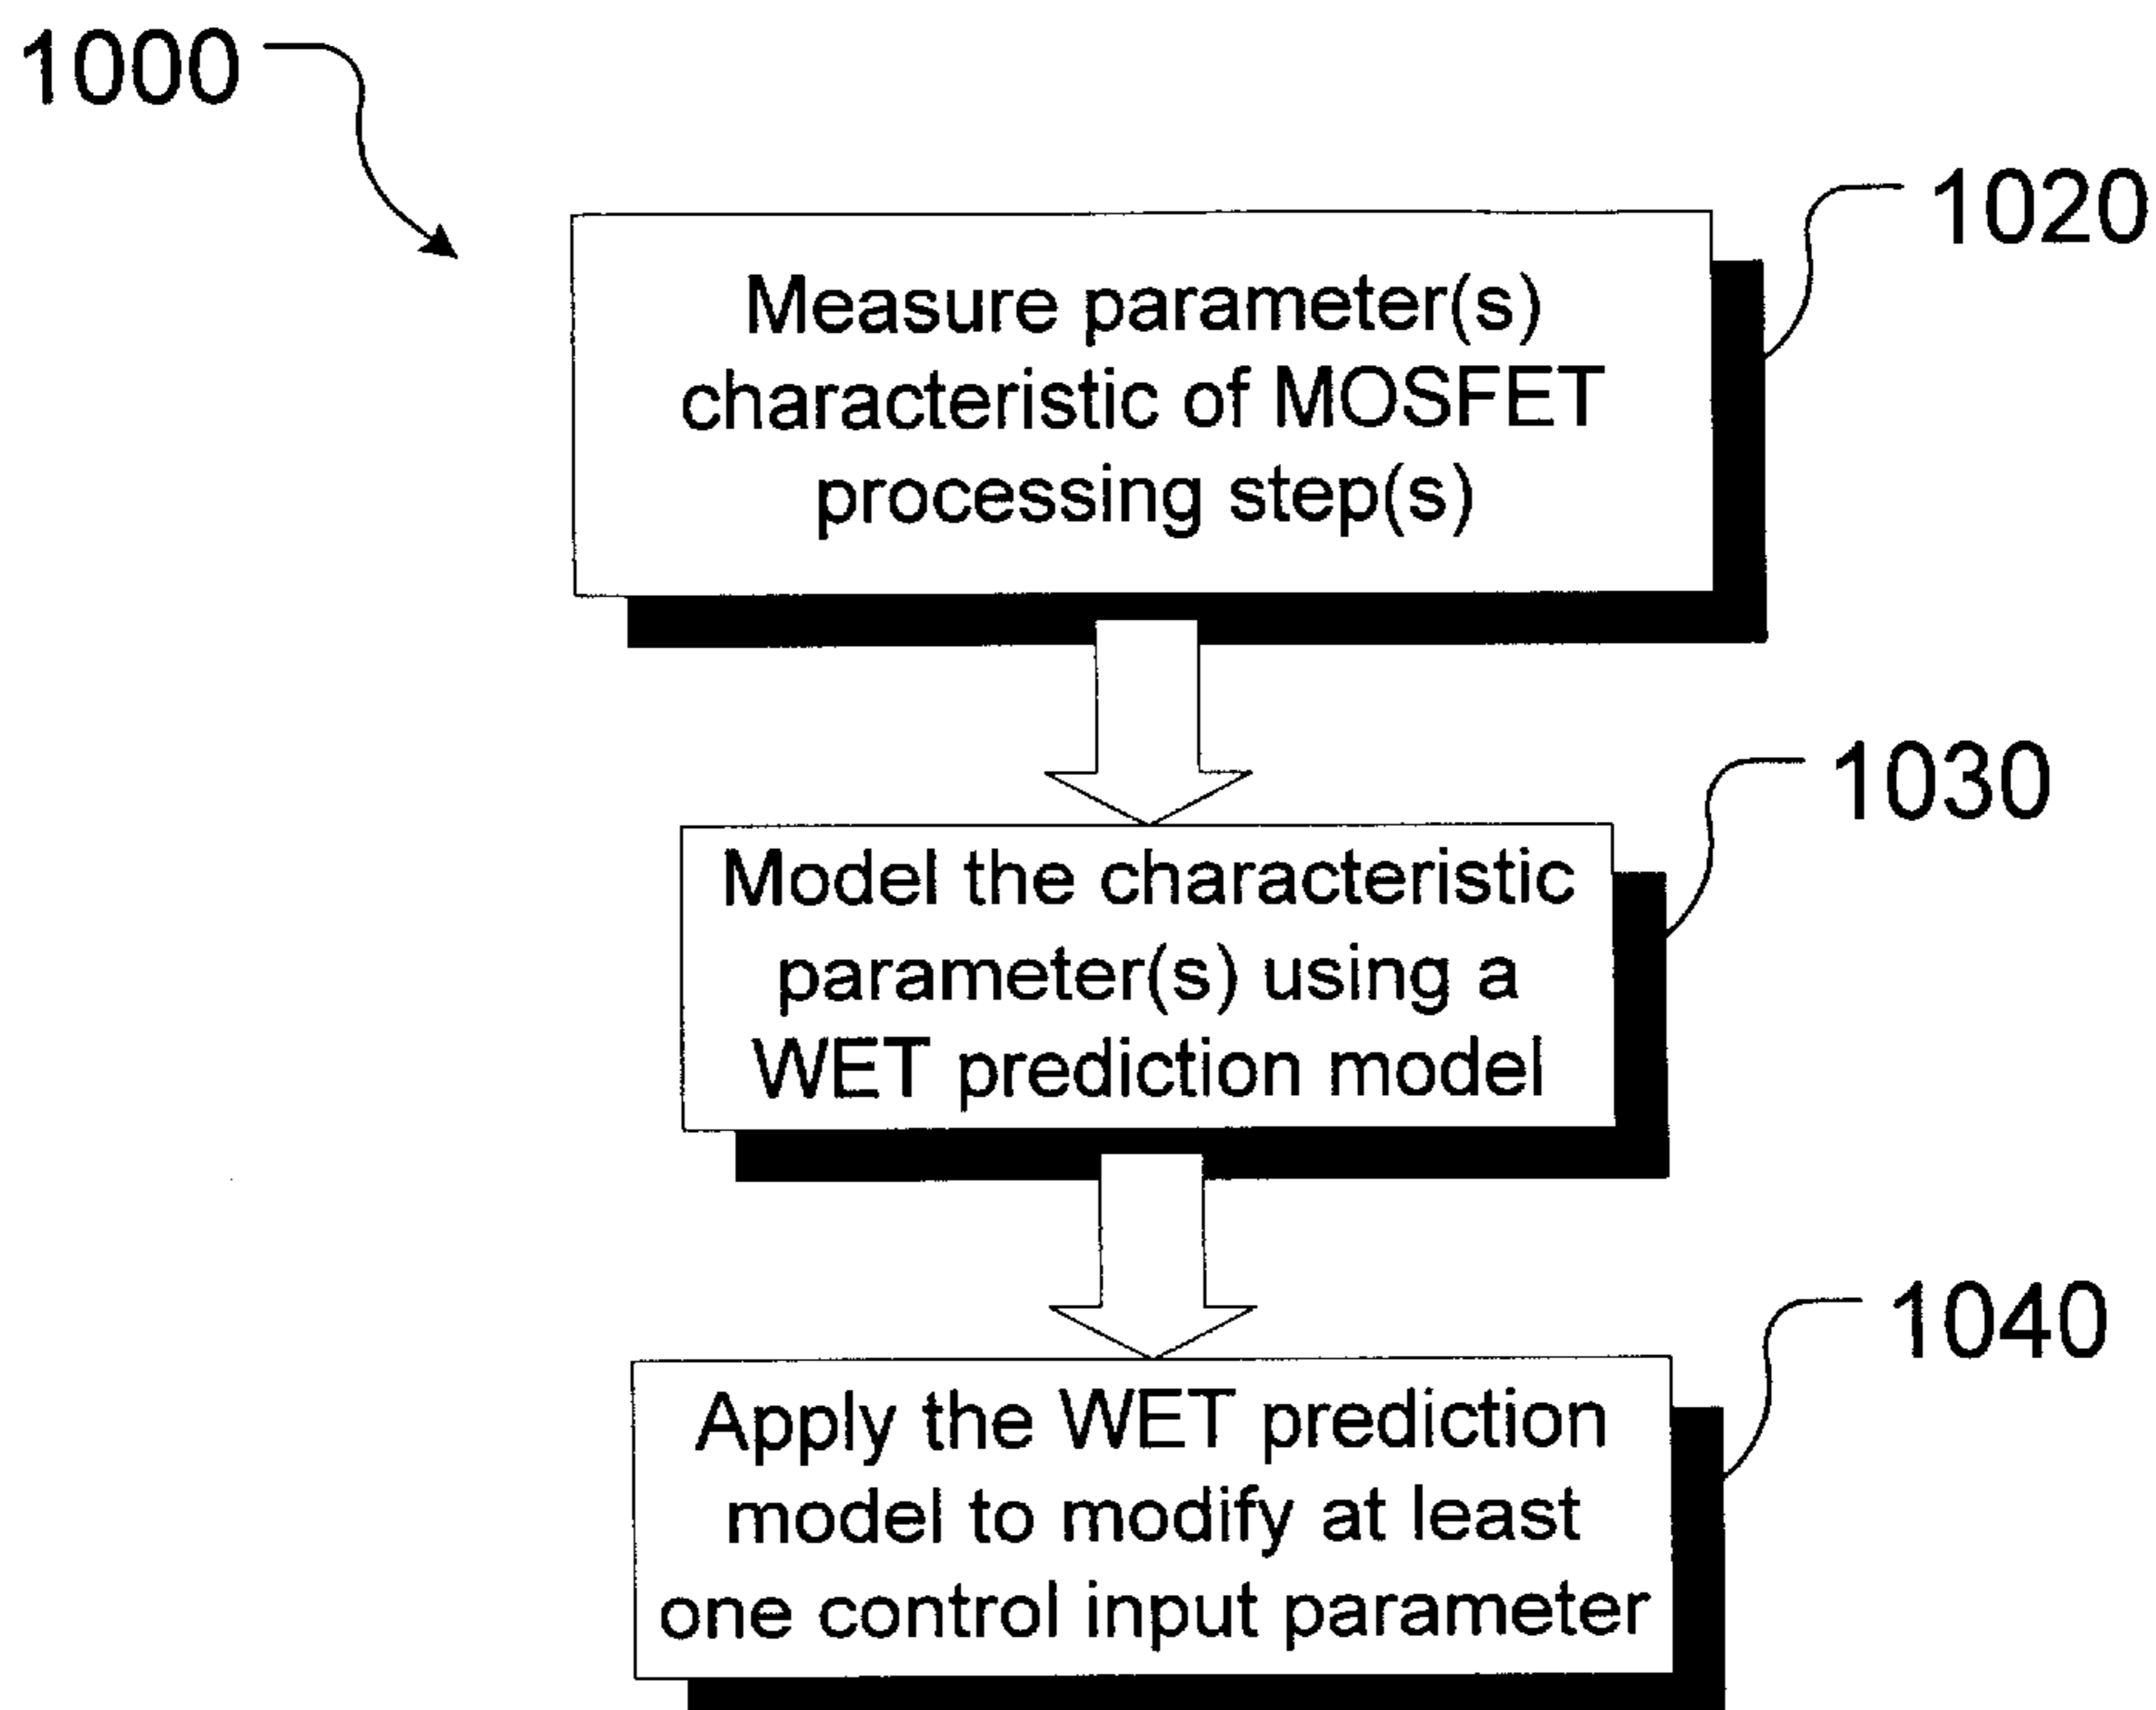 1000
1020
Measure parameter(s)
characteristic of MOSFET
processing step(s)
1030
Model the characteristic
parameter(s) using a
WET prediction model
1040
Apply the WET prediction
model to modify at least
one control input parameter